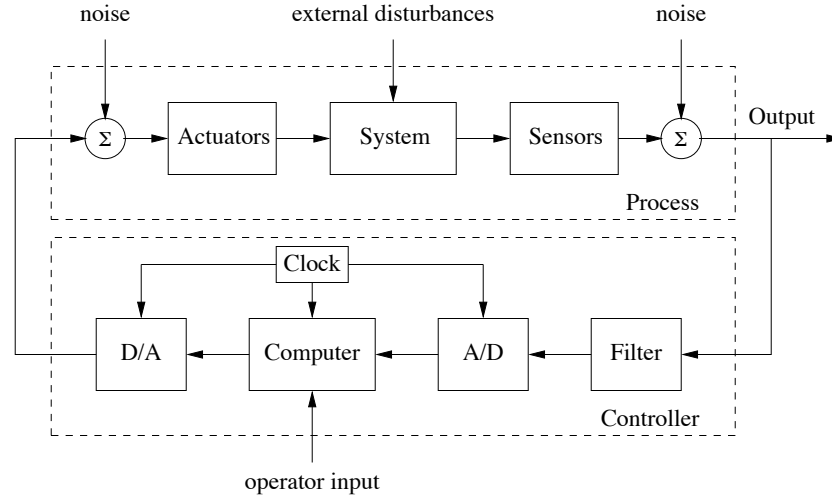 noise
external disturbances
noise
Σ
Actuators
System
Sensors
Σ
Output
Process
Clock
D/A
Computer
A/D
Filter
Controller
operator input